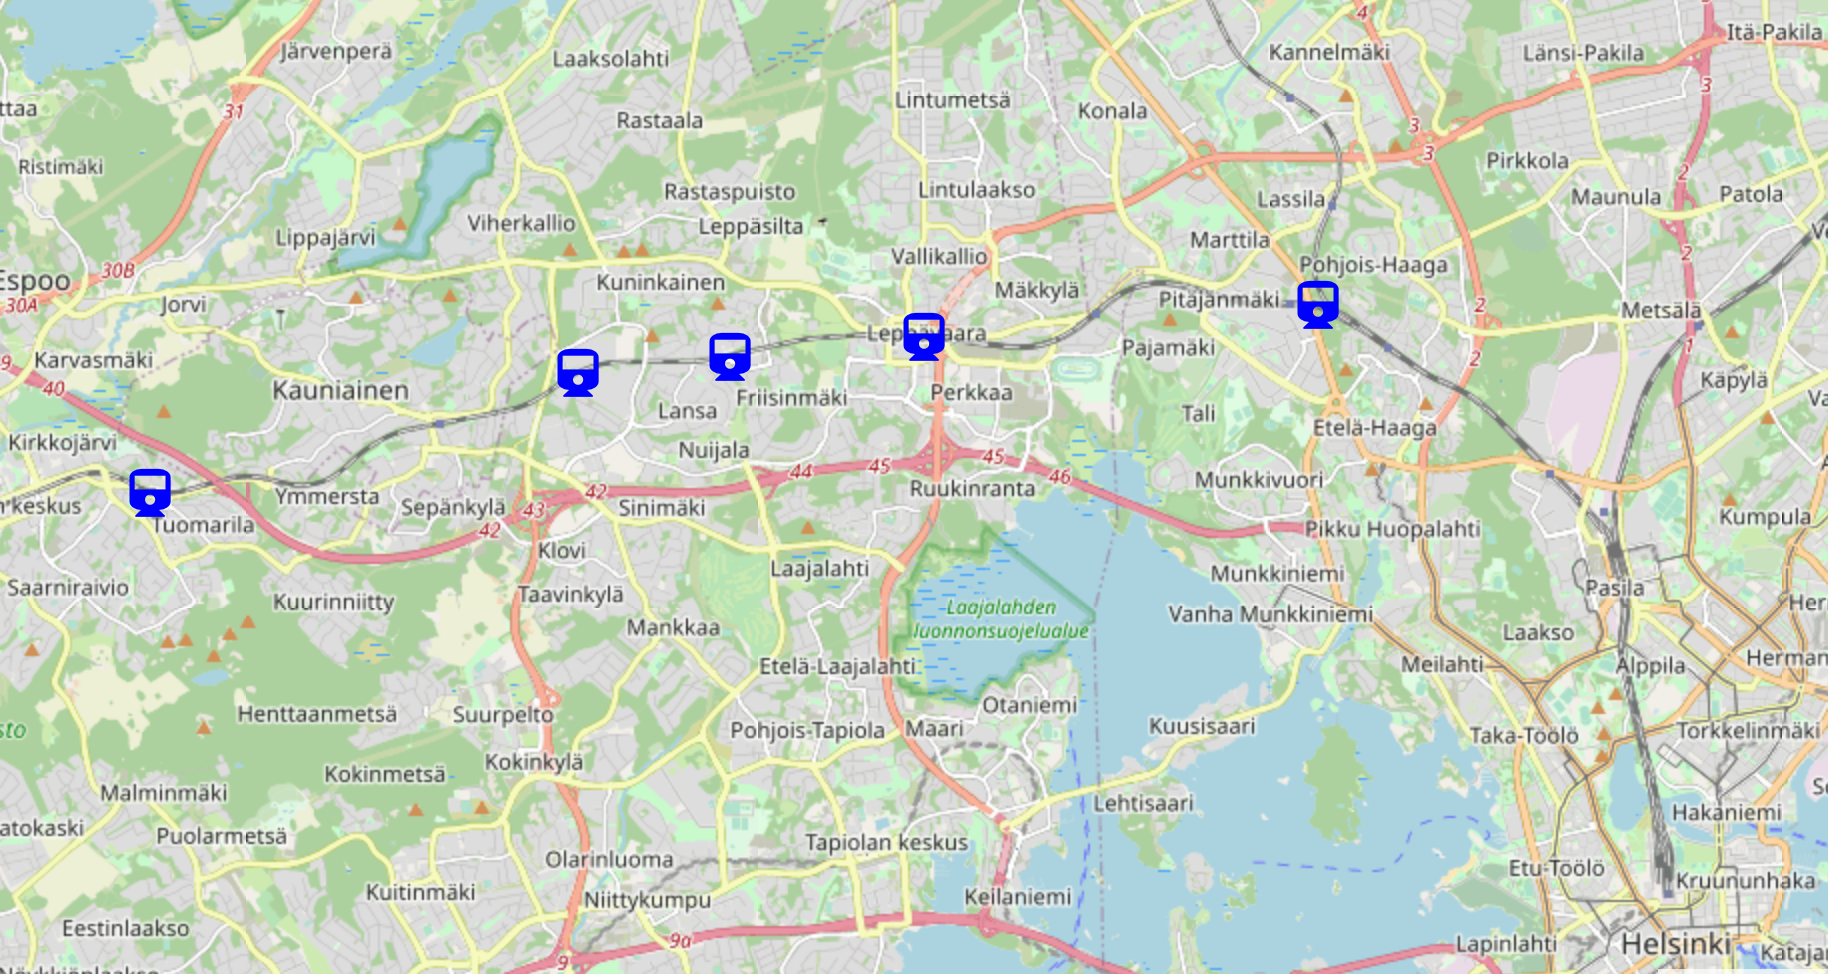 4
Itä-Pakila
Järvenperä
Laaksolahti
Kannelmäki
Länsi-Pakila
ttaa
31
Lintumetsä
Konala
3
Rastaala
3
3
Ristimäki
Pirkkola
2
Rastaspuisto
Lintulaakso
Lassila
Maunula
Patola
Viherkallio
Leppäsilta
Lippajärvi
Marttila
2
Vallikallio
Pohjois-Haaga
Espoo
30B
30A
Jorvi
Kuninkainen
Mäkkylä
Pitäjänmäki
2
Metsälä
Leppävaara
Karvasmäki
Pajamäki
2
1
9
40
Kauniainen
Friisinmäki
Perkkaa
Käpylä
Lansa
Tali
Etelä-Haaga
Kirkkojärvi
Nuijala
44
45
45
46
Munkkivuori
Ymmersta
42
Ruukinranta
keskus
Tuomarila
Sepänkylä
43
Sinimäki
42
Pikku Huopalahti
Kumpula
Klovi
Laajalahti
Munkkiniemi
Saarniraivio
Kuurinniitty
Taavinkylä
Pasila
Laajalahden
luonnonsuojelualue
Vanha Munkkiniemi
Her
Mankkaa
Laakso
Etelä-Laajalahti
Meilahti
Alppila
Herman
Otaniemi
Henttaanmetsä
Suurpelto
Pohjois-Tapiola
Maari
Kuusisaari
Taka-Töölö
Torkkelinmäki
sto
Kokinkylä
Kokinmetsä
Malminmäki
Lehtisaari
Hakaniemi
atokaski
Puolarmetsä
Tapiolan keskus
Olarinluoma
Etu-Töölö
Kuitinmäki
Niittykumpu
Keilaniemi
Kruununhaka
Eestinlaakso
9a
Lapinlahti
Helsinki
Kataja
9